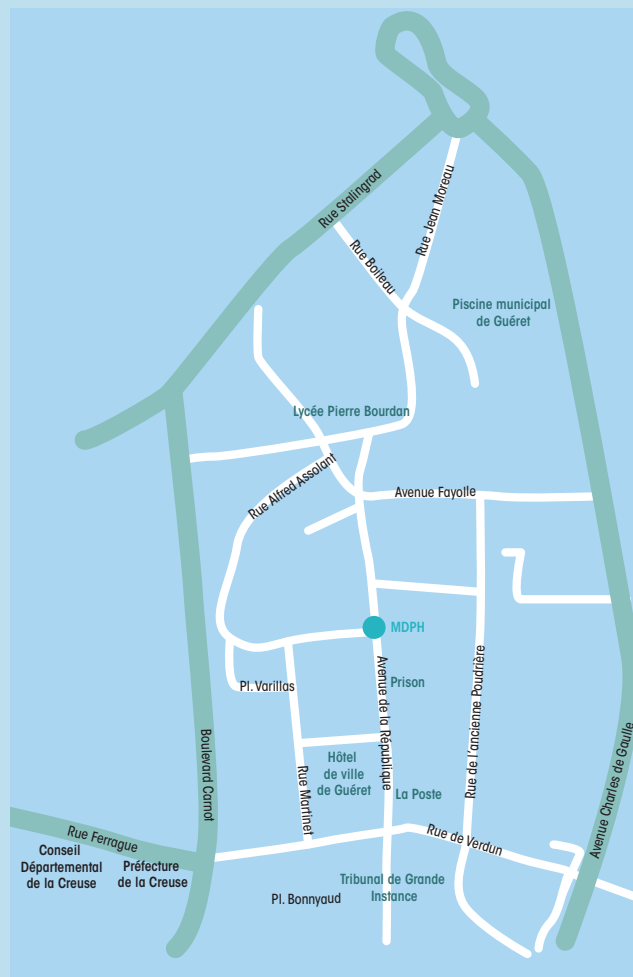 Rue Stalingrad
Rue Jean Moreau
Rue Boileau
Piscine municipal
de Guéret
Lycée Pierre Bourdan
Rue Alfred Assolant
Avenue Fayolle
MDPH
Avenue de la République
Prison
Pl. Varillas
Rue de l'ancienne Poudrière
Boulevard Carnot
Hôtel
de ville
de Guéret
Rue Martinet
La Poste
Avenue Charles de Gaulle
Rue Ferrague
Rue de Verdun
Conseil
Départemental
de la Creuse
Préfecture
de la Creuse
Pl. Bonnyaud
Tribunal de Grande
Instance